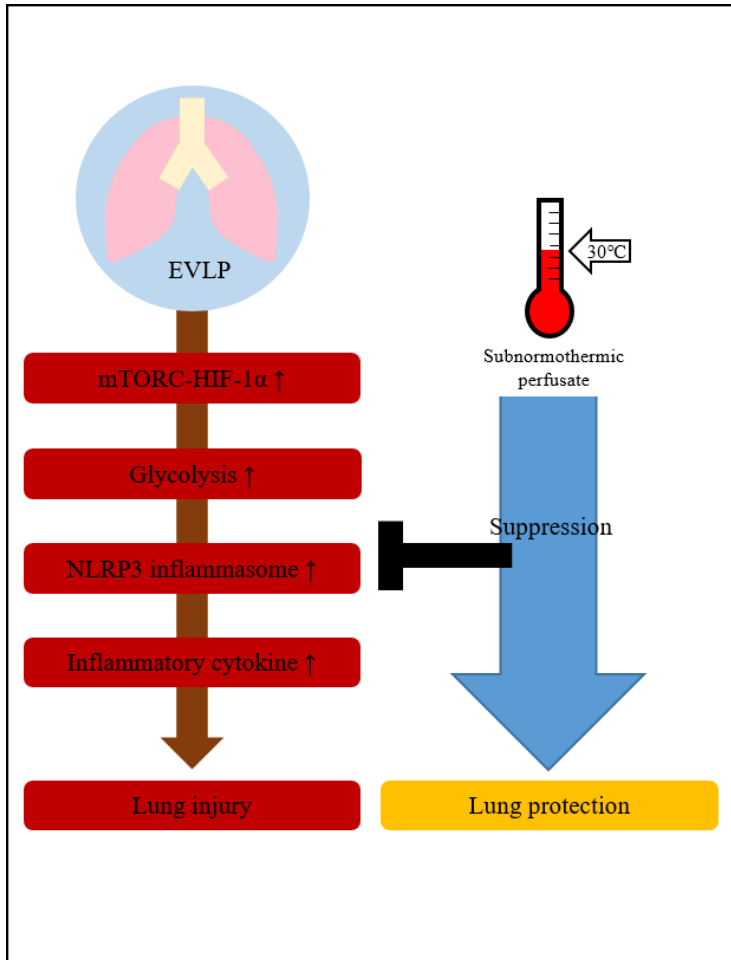 EVLP
mTORC-HIF-1α ↑
Glycolysis ↑
NLRP3 inflammasome ↑
Inflammatory cytokine ↑
Lung injury
30℃
Subnormothermic
perfusate
Suppression
Lung protection